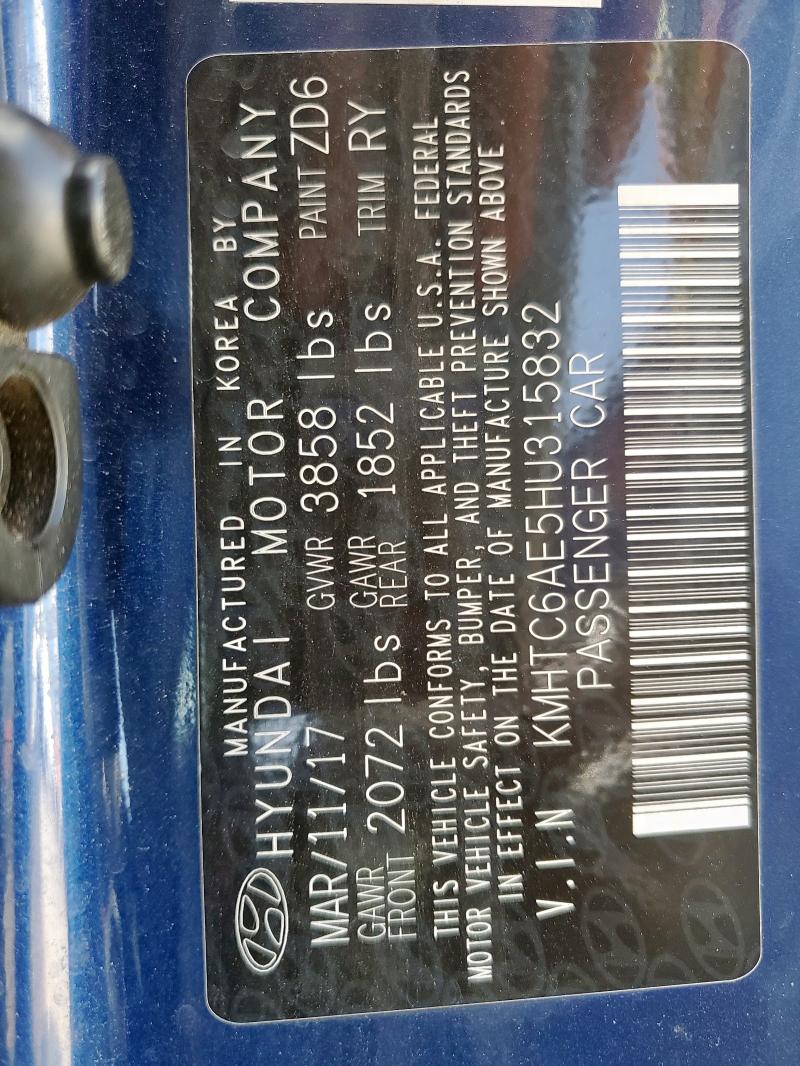 MANUFACTURED IN KOREA BY
HYUNDAI MOTOR COMPANY
MAR/11/17 GVWR 3858 lbs PAINT ZD6
GAWR FRONT 2072 lbs GAWR REAR 1852 lbs TRIM RY
THIS VEHICLE CONFORMS TO ALL APPLICABLE U.S.A. FEDERAL
MOTOR VEHICLE SAFETY, BUMPER, AND THEFT PREVENTION STANDARDS
IN EFFECT ON THE DATE OF MANUFACTURE SHOWN ABOVE.
V.I.N KMHTC6AE5HU315832
PASSENGER CAR